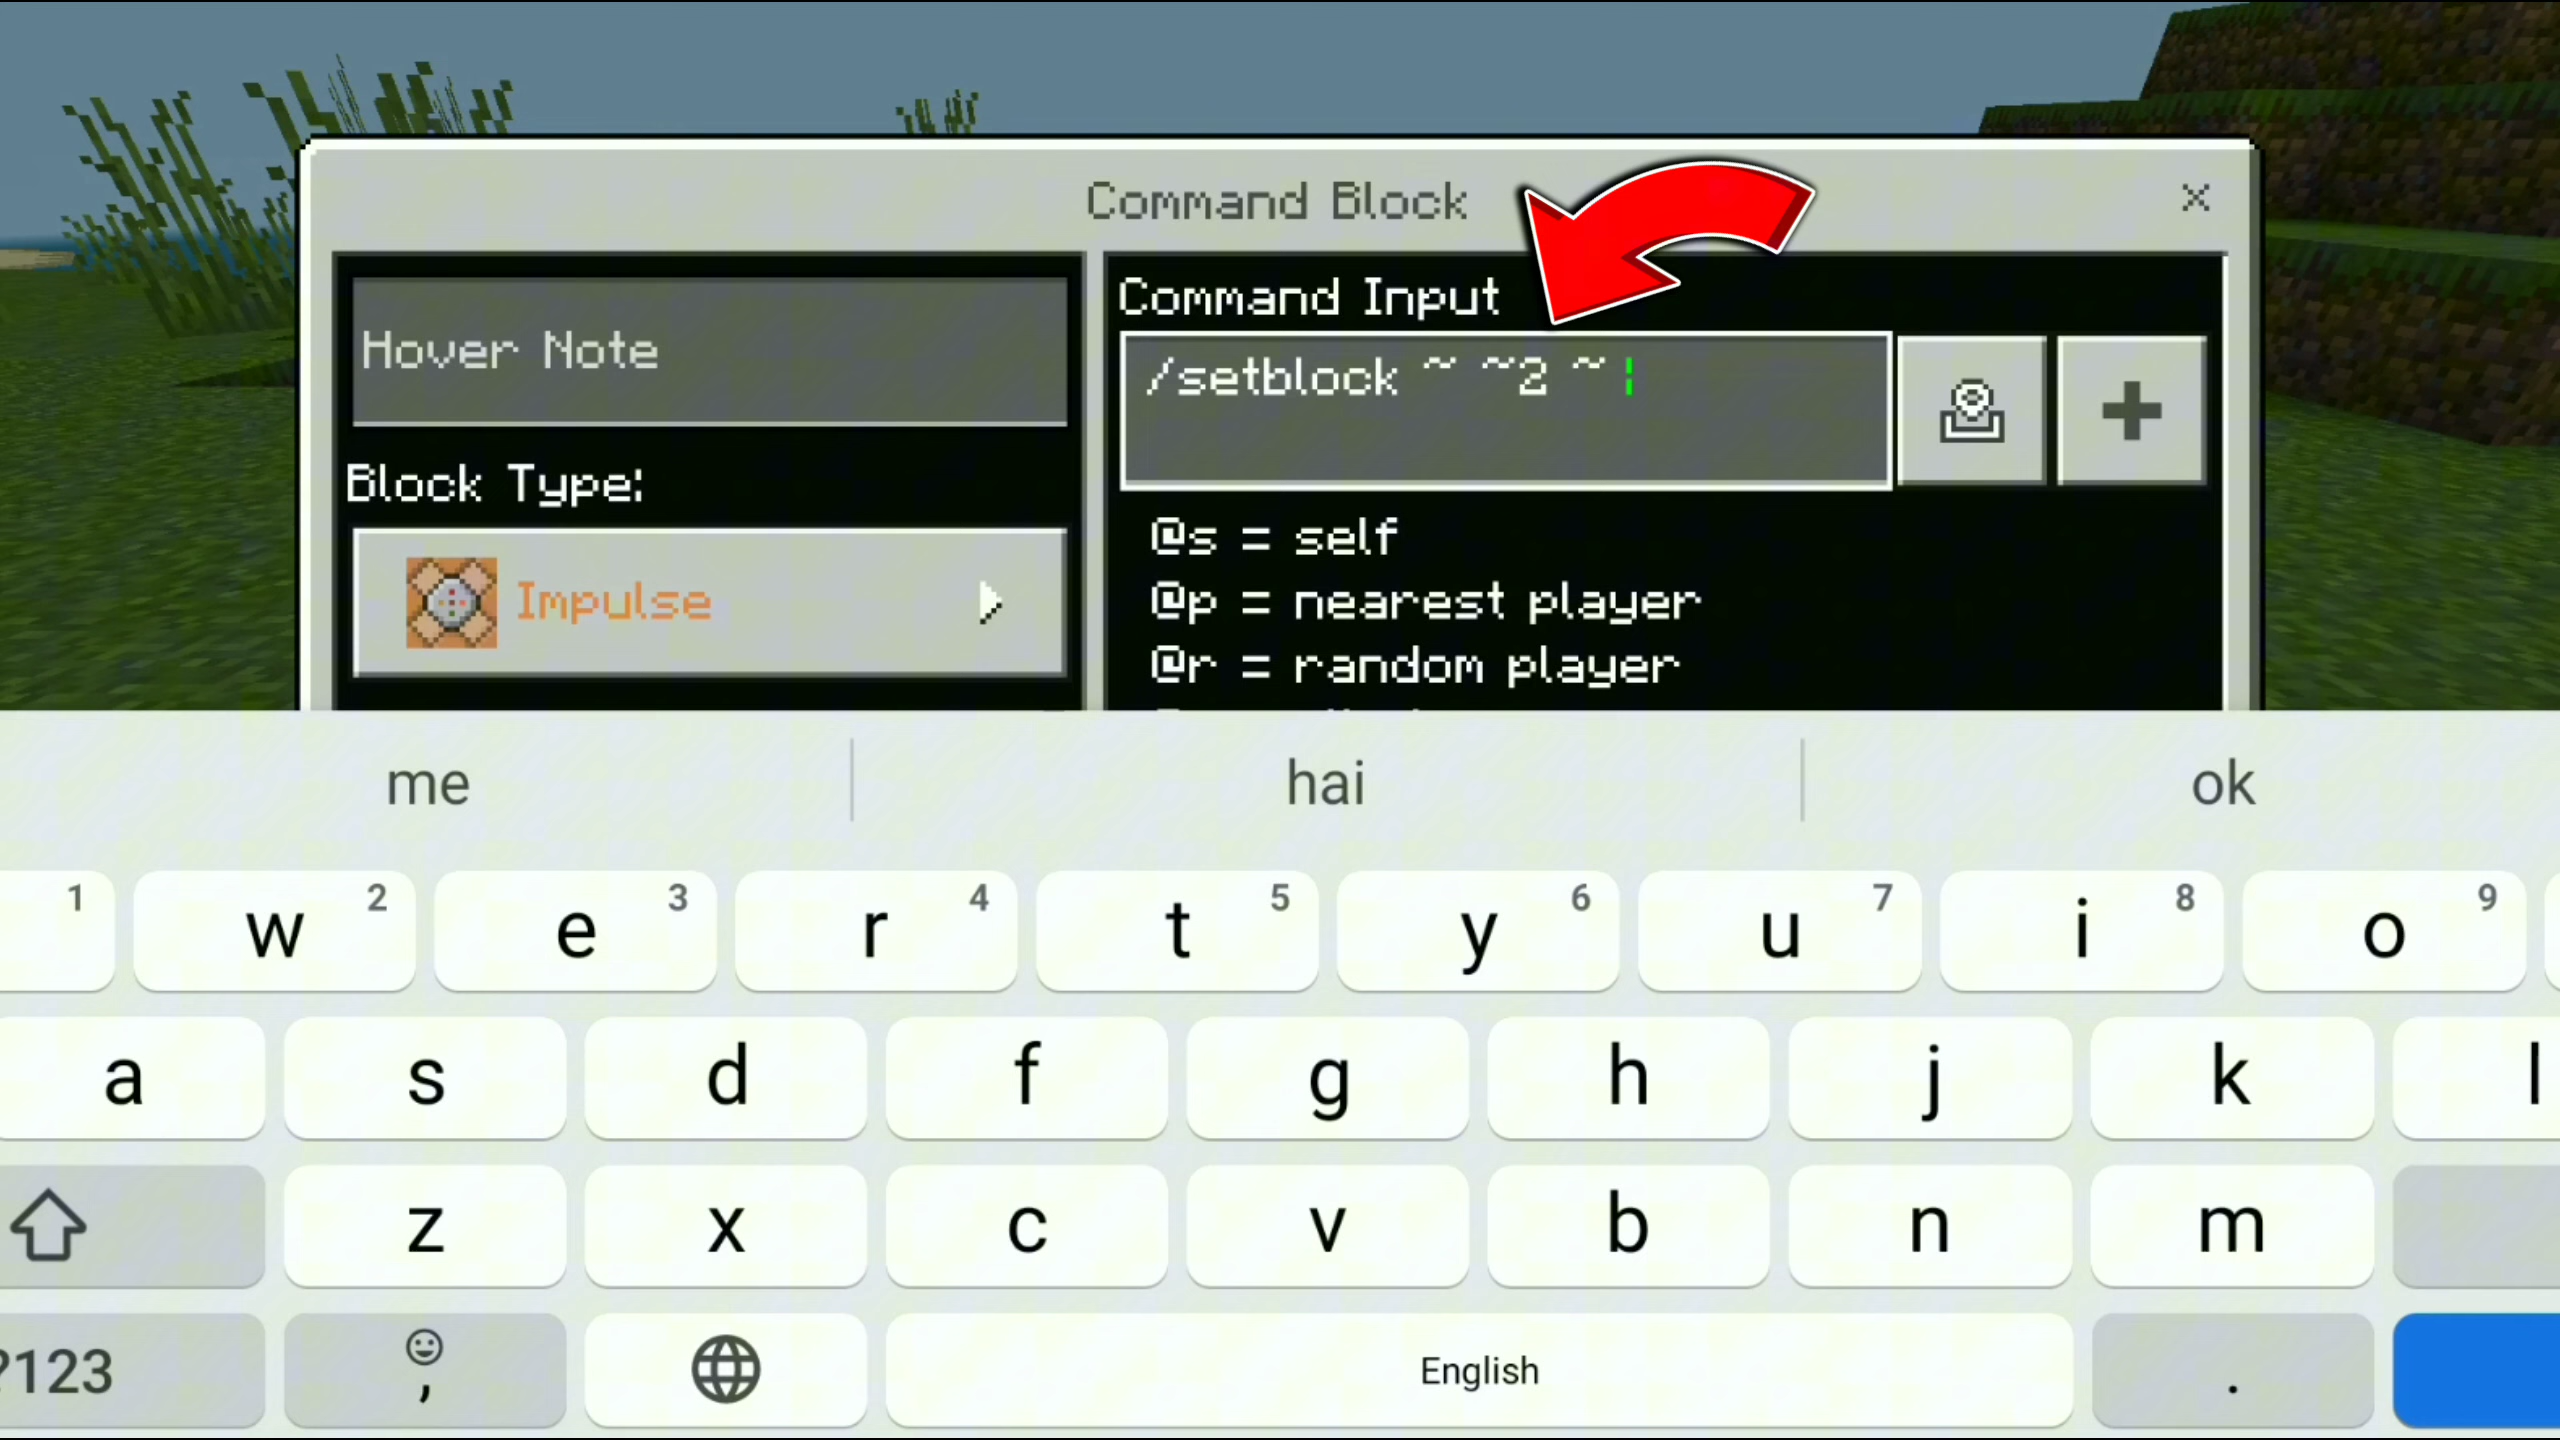 Command Block
Hover Note
Block Type:
Impulse
Command Input
/setblock ~ ~2 ~
@s = self
@p = nearest player
@r = random player
me hai ok
1 2 3 4 5 6 7 8 9
w e r t y u i o
a s d f g h j k l
z x c v b n m
?123 , English .